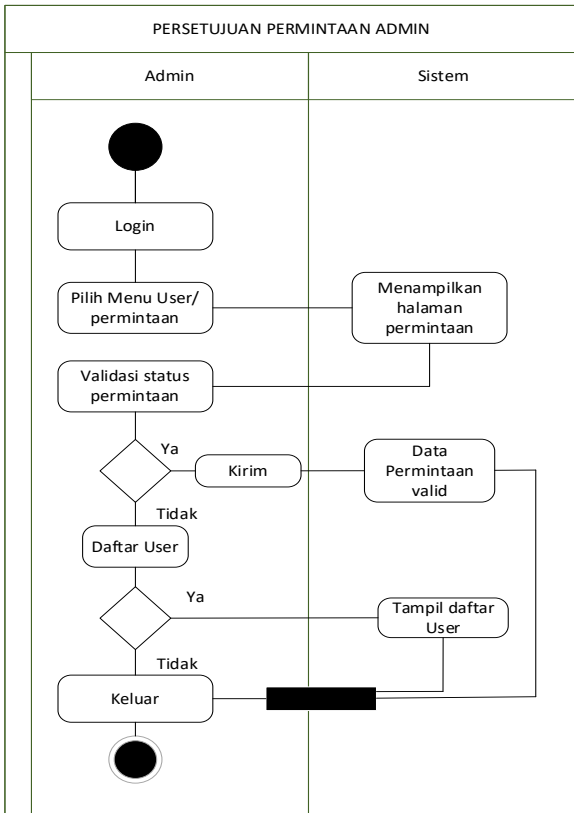 PERSETUJUAN PERMINTAAN ADMIN
Admin
Sistem
Login
Pilih Menu User/
permintaan
Menampilkan
halaman
permintaan
Validasi status
permintaan
Ya
Kirim
Data
Permintaan
valid
Tidak
Daftar User
Ya
Tampil daftar
User
Tidak
Keluar